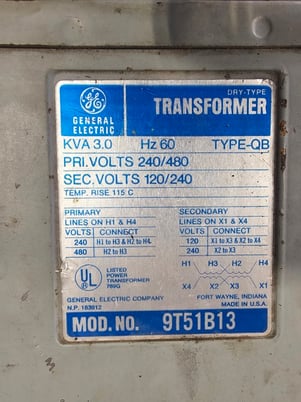 DRY-TYPE
TRANSFORMER
GENERAL
ELECTRIC
KVA 3.0 Hz 60 TYPE-QB
PRI. VOLTS 240/480
SEC. VOLTS 120/240
TEMP. RISE 115 C
PRIMARY
LINES ON H1 & H4
VOLTS CONNECT
240 H1 to H3 & H2 to H4
480 H2 to H3
SECONDARY
LINES ON X1 & X4
VOLTS CONNECT
120 X1 to X3 & X2 to X4
240 X2 to X3
UL
LISTED
POWER
TRANSFORMER
789G
H1 H3 H2 H4
X4 X2 X3 X1
GENERAL ELECTRIC COMPANY
N.P. 183612
FORT WAYNE, INDIANA
MADE IN U.S.A.
MOD. NO. 9T51B13